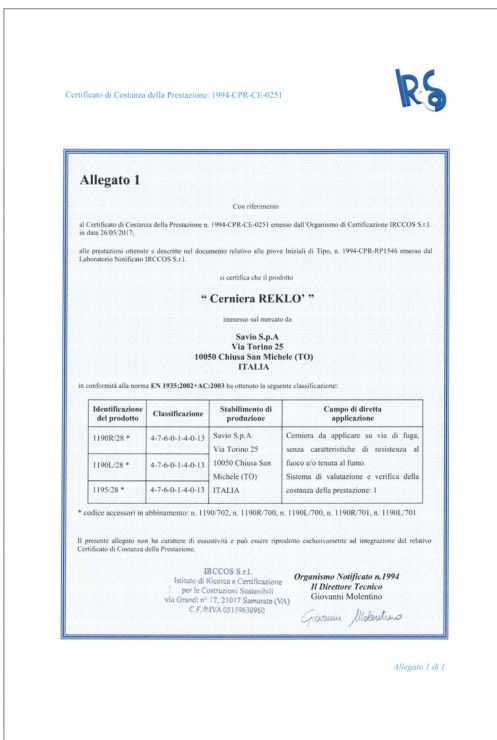 Certificato di Costanza della Prestazione: 1994-CPR-CE-0251
Allegato 1
Con riferimento
al Certificato di Costanza della Prestazione n. 1994-CPR-CE-0251 emesso dall'Organismo di Certificazione IRCCOS S.r.l.
in data 26/05/2017;
alle prestazioni ottenute e descritte nel documento relativo alle prove Iniziali di Tipo, n. 1994-CPR-RP1546 emesso dal
Laboratorio Notificato IRCCOS S.r.l.
si certifica che il prodotto
“ Cerniera REKLO’ ”
immesso sul mercato da
Savio S.p.A
Via Torino 25
10050 Chiusa San Michele (TO)
ITALIA
in conformità alla norma EN 1935:2002+AC:2003 ha ottenuto la seguente classificazione:
Identificazione del prodotto
Classificazione
Stabilimento di produzione
Campo di diretta applicazione
1190R/28 *
4-7-6-0-1-4-0-13
1190L/28 *
4-7-6-0-1-4-0-13
1195/28 *
4-7-6-0-1-4-0-13
Savio S.p.A
Via Torino 25
10050 Chiusa San
Michele (TO)
ITALIA
Cerniera da applicare su via di fuga,
senza caratteristiche di resistenza al
fuoco e/o tenuta al fumo.
Sistema di valutazione e verifica della
costanza della prestazione: 1
* codice accessori in abbinamento: n. 1190/702, n. 1190R/700, n. 1190L/700, n. 1190R/701, n. 1190L/701
Il presente allegato non ha carattere di esaustività e può essere riprodotto esclusivamente ad integrazione del relativo
Certificato di Costanza della Prestazione.
IRCCOS S.r.l.
Istituto di Ricerca e Certificazione
per le Costruzioni Sostenibili
via Grandi n° 17, 21017 Samarate (VA)
C.F./P.IVA 05159630960
Organismo Notificato n.1994
Il Direttore Tecnico
Giovanni Molentino
Giovanni Molentino
Allegato 1 di 1